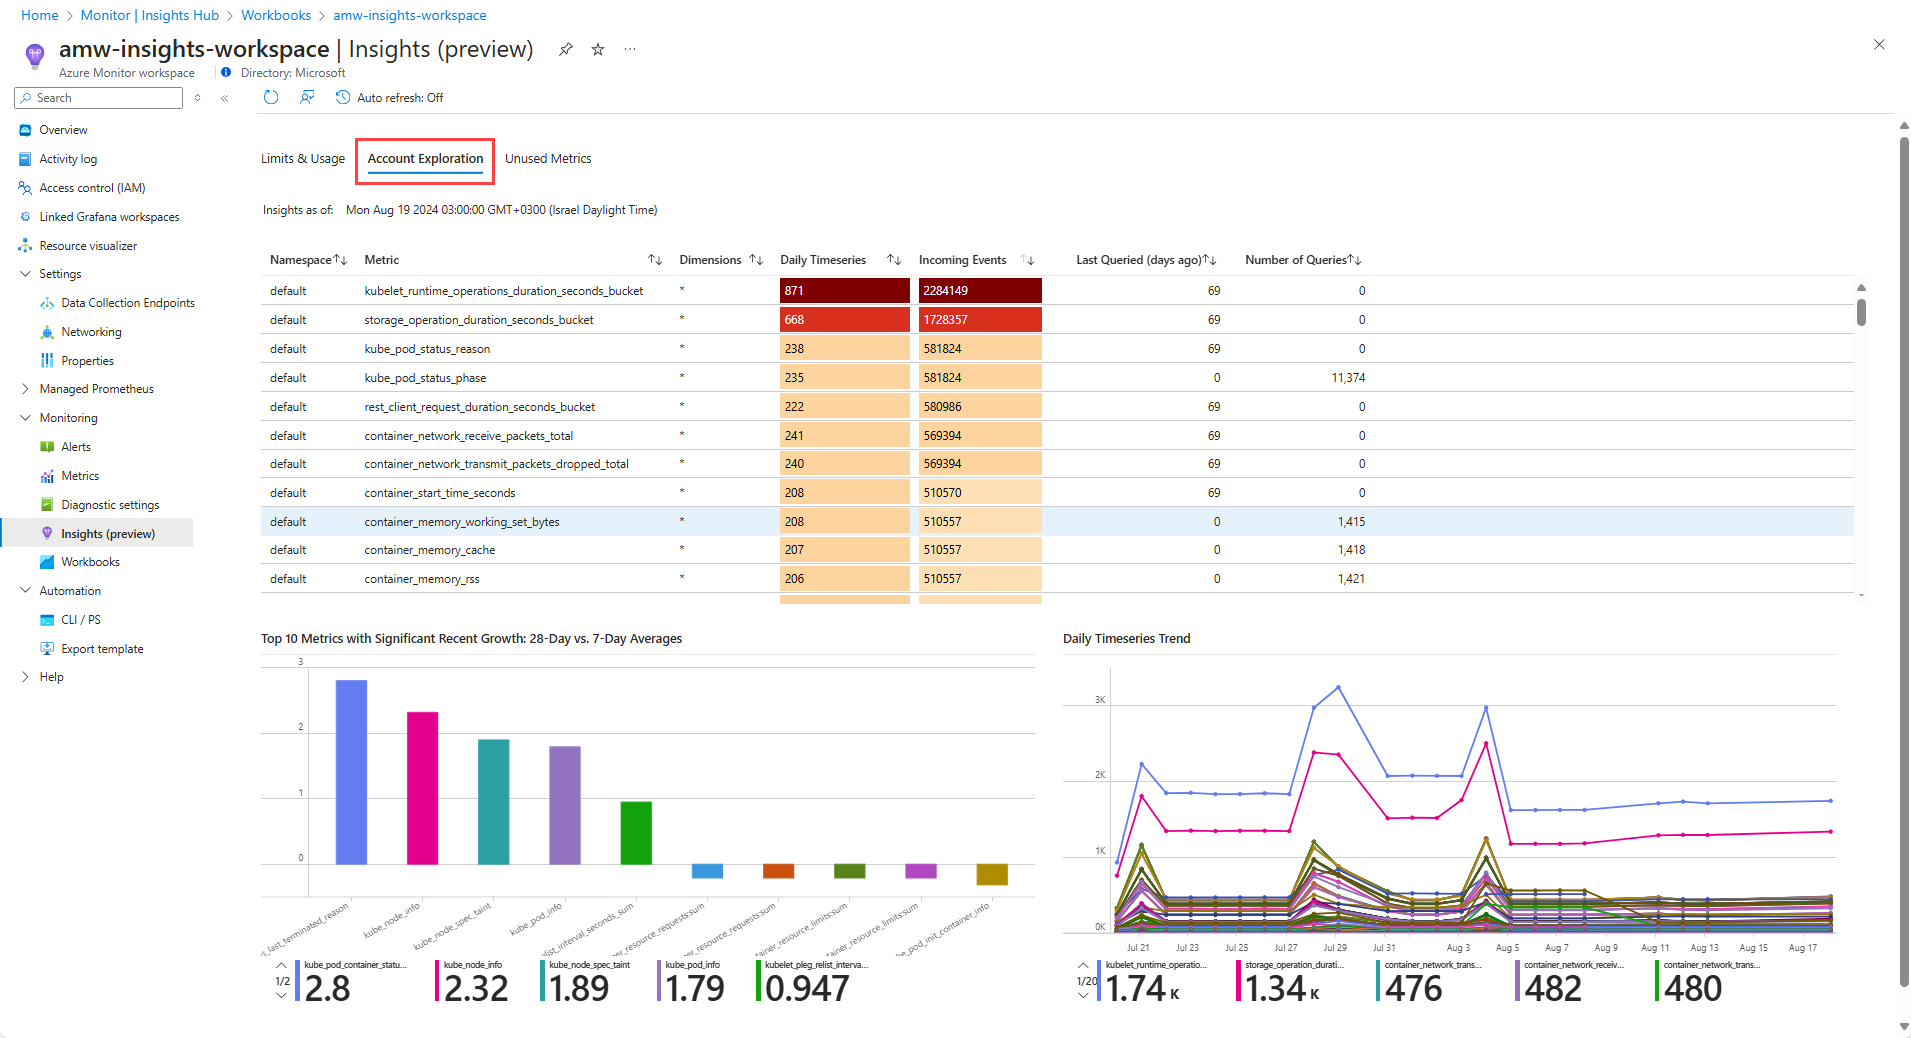 Home > Monitor | Insights Hub > Workbooks > amw-insights-workspace
amw-insights-workspace | Insights (preview)
Azure Monitor workspace
Directory: Microsoft
Search
Auto refresh: Off
Overview
Activity log
Access control (IAM)
Linked Grafana workspaces
Resource visualizer
Settings
Data Collection Endpoints
Networking
Properties
Managed Prometheus
Monitoring
Alerts
Metrics
Diagnostic settings
Insights (preview)
Workbooks
Automation
CLI / PS
Export template
Help
Limits & Usage Account Exploration Unused Metrics
Insights as of: Mon Aug 19 2024 03:00:00 GMT+0300 (Israel Daylight Time)
Namespace Metric Dimensions Daily Timeseries Incoming Events Last Queried (days ago) Number of Queries
default kubelet_runtime_operations_duration_seconds_bucket * 871 2284149 69 0
default storage_operation_duration_seconds_bucket * 668 1728357 69 0
default kube_pod_status_reason * 238 581824 69 0
default kube_pod_status_phase * 235 581824 0 11,374
default rest_client_request_duration_seconds_bucket * 222 580986 69 0
default container_network_receive_packets_total * 241 569394 69 0
default container_network_transmit_packets_dropped_total * 240 569394 69 0
default container_start_time_seconds * 208 510570 69 0
default container_memory_working_set_bytes * 208 510557 0 1,415
default container_memory_cache * 207 510557 0 1,418
default container_memory_rss * 206 510557 0 1,421
Top 10 Metrics with Significant Recent Growth: 28-Day vs. 7-Day Averages
3
2
1
0
s_last_terminated_reason
kube_node_info
kube_node_spec_taint
kube_pod_info
elist_interval_seconds_sum
er_resource_requests:sum
er_resource_requests:sum
tainer_resource_limits:sum
tainer_resource_limits:sum
be_pod_init_container_info
1/2
kube_pod_container_statu... kube_node_info kube_node_spec_taint kube_pod_info kubelet_pleg_relist_interva...
2.8 2.32 1.89 1.79 0.947
Daily Timeseries Trend
3K
2K
1K
0K
Jul 21 Jul 23 Jul 25 Jul 27 Jul 29 Jul 31 Aug 3 Aug 5 Aug 7 Aug 9 Aug 11 Aug 13 Aug 15 Aug 17
1/20
kubelet_runtime_operatio... storage_operation_durati... container_network_trans... container_network_receiv... container_network_trans...
1.74 K 1.34 K 476 482 480